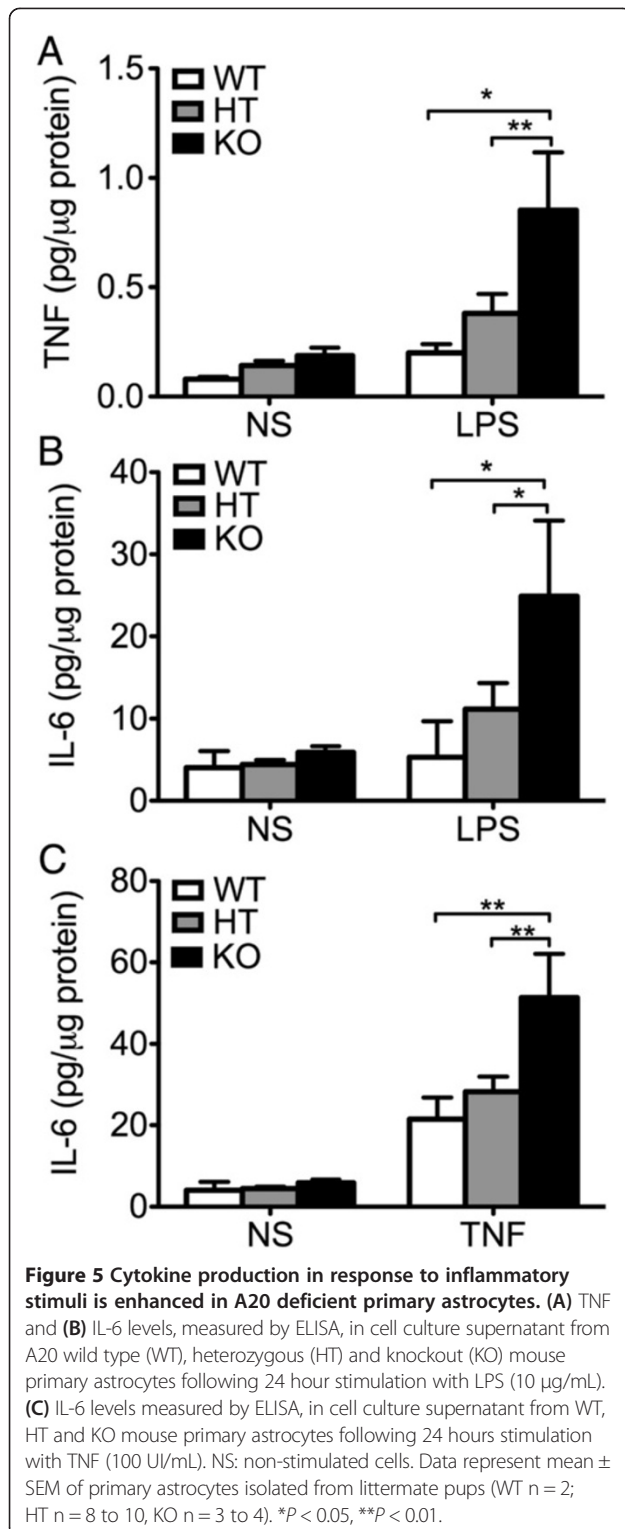 A
1.5
1.0
0.5
0.0
TNF (pg/µg protein)
WT
HT
KO
*
**
NS
LPS
B
40
30
20
10
0
IL-6 (pg/µg protein)
WT
HT
KO
*
*
NS
LPS
C
80
60
40
20
0
IL-6 (pg/µg protein)
WT
HT
KO
**
**
NS
TNF
Figure 5 Cytokine production in response to inflammatory
stimuli is enhanced in A20 deficient primary astrocytes. (A) TNF
and (B) IL-6 levels, measured by ELISA, in cell culture supernatant from
A20 wild type (WT), heterozygous (HT) and knockout (KO) mouse
primary astrocytes following 24 hour stimulation with LPS (10 µg/mL).
(C) IL-6 levels measured by ELISA, in cell culture supernatant from WT,
HT and KO mouse primary astrocytes following 24 hours stimulation
with TNF (100 UI/mL). NS: non-stimulated cells. Data represent mean ±
SEM of primary astrocytes isolated from littermate pups (WT n = 2;
HT n = 8 to 10, KO n = 3 to 4). *P < 0.05, **P < 0.01.